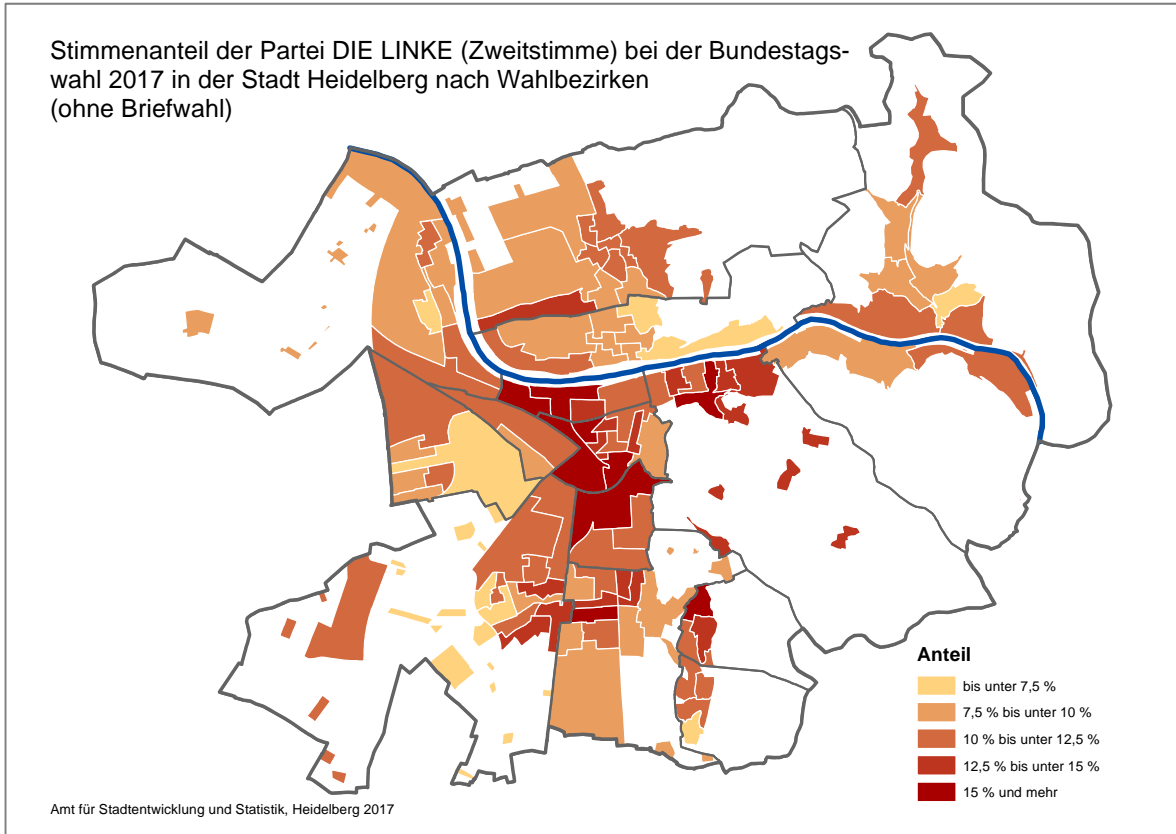 Stimmenanteil der Partei DIE LINKE (Zweitstimme) bei der Bundestags-
wahl 2017 in der Stadt Heidelberg nach Wahlbezirken
(ohne Briefwahl)
Anteil
bis unter 7,5 %
7,5 % bis unter 10 %
10 % bis unter 12,5 %
12,5 % bis unter 15 %
15 % und mehr
Amt für Stadtentwicklung und Statistik, Heidelberg 2017